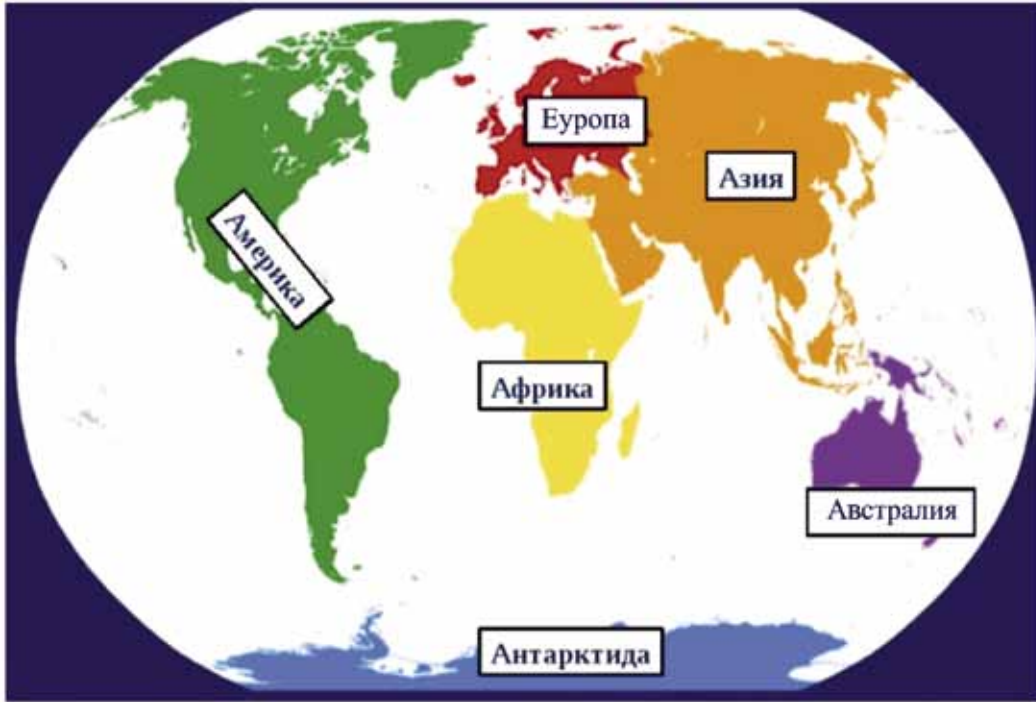 Еуропа
Азия
Америка
Африка
Австралия
Антарктида